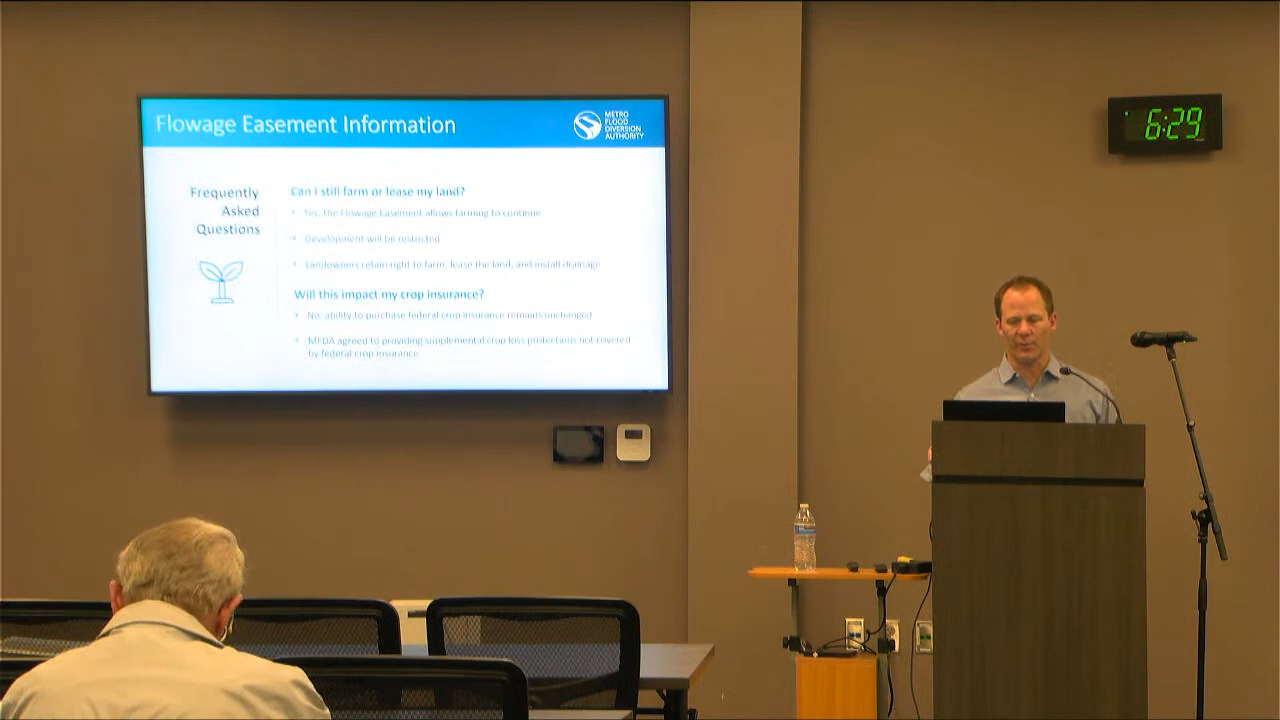 Flowage Easement Information
METRO
FLOOD
DIVERSION
AUTHORITY
Frequently
Asked
Questions
Can I still farm or lease my land?
Yes, the Flowage Easement allows farming to continue
Development will be restricted
Landowners retain right to farm, lease the land, and install drainage
Will this impact my crop insurance?
No, ability to purchase federal crop insurance remains unchanged
MFDA agreed to providing supplemental crop loss protections not covered
by federal crop insurance
6:29